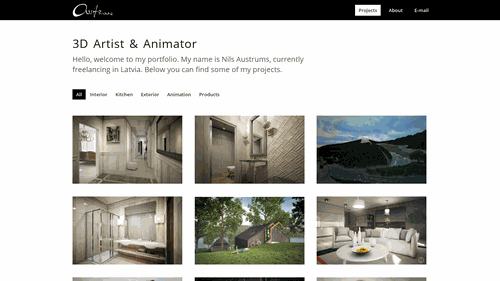 Projects
About
E-mail
3D Artist & Animator
Hello, welcome to my portfolio. My name is Nils Austrums, currently
freelancing in Latvia. Below you can find some of my projects.
All Interior Kitchen Exterior Animation Products